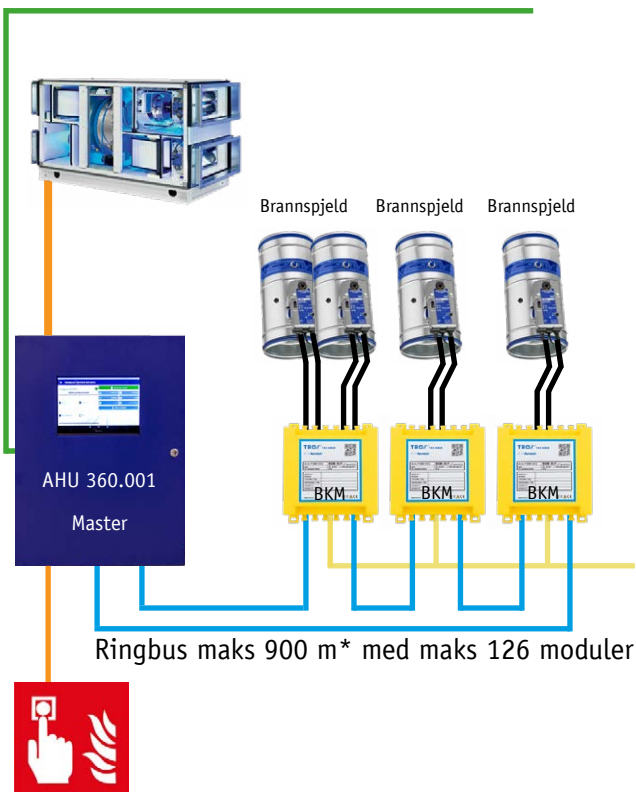 Brannspjeld
Brannspjeld
Brannspjeld
AHU 360.001
Master
TROX
BKM
TROX
BKM
TROX
BKM
Ringbus maks 900 m* med maks 126 moduler